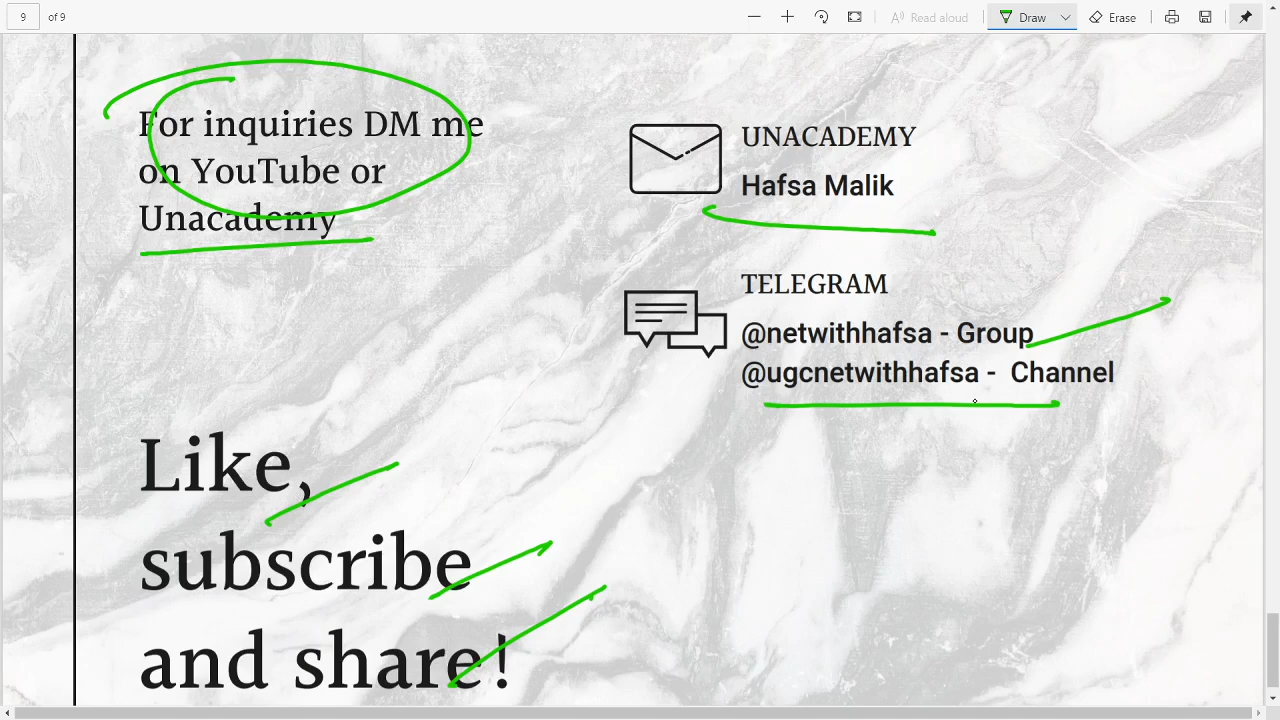 9
of 9
Read aloud
Draw
Erase
For inquiries DM me
on YouTube or
Unacademy
UNACADEMY
Hafsa Malik
TELEGRAM
@netwithhafsa - Group
@ugcnetwithhafsa - Channel
Like,
subscribe
and share!